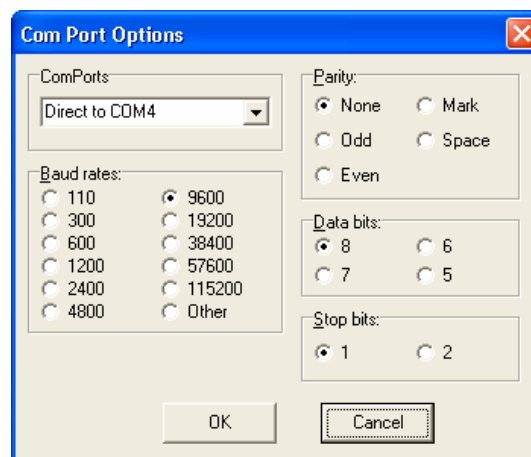 Com Port Options
ComPorts
Direct to COM4
Baud rates:
110 9600
300 19200
600 38400
1200 57600
2400 115200
4800 Other
Parity:
None Mark
Odd Space
Even
Data bits:
8 6
7 5
Stop bits:
1 2
OK Cancel